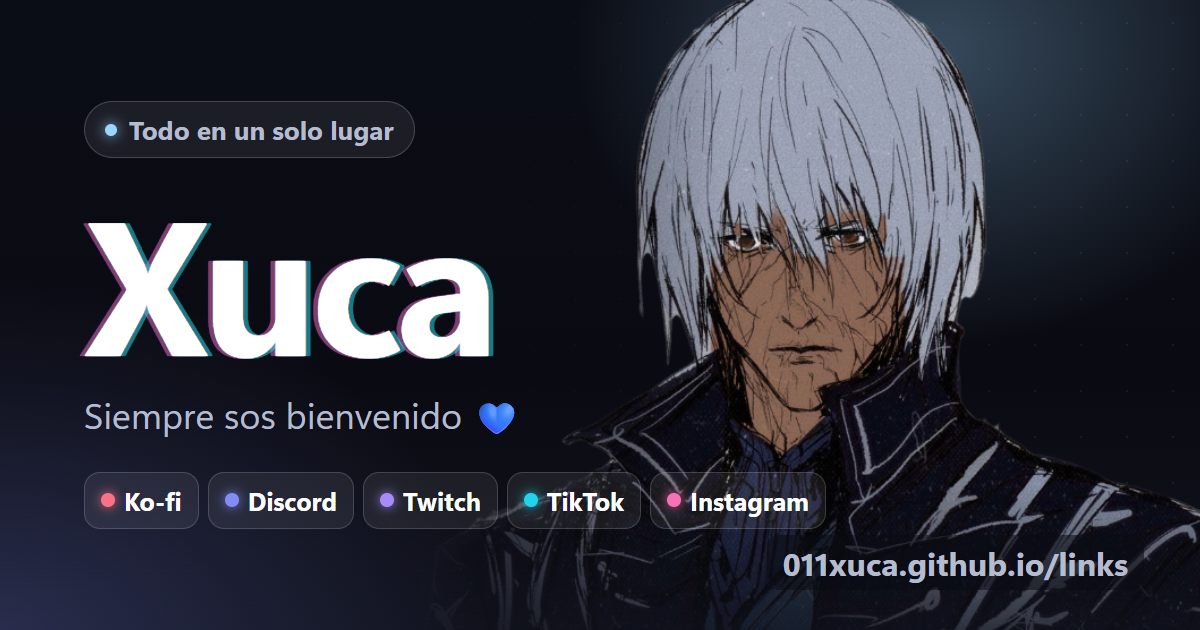 Todo en un solo lugar
Xuca
Siempre sos bienvenido 💙
Ko-fi Discord Twitch TikTok Instagram
011xuca.github.io/links